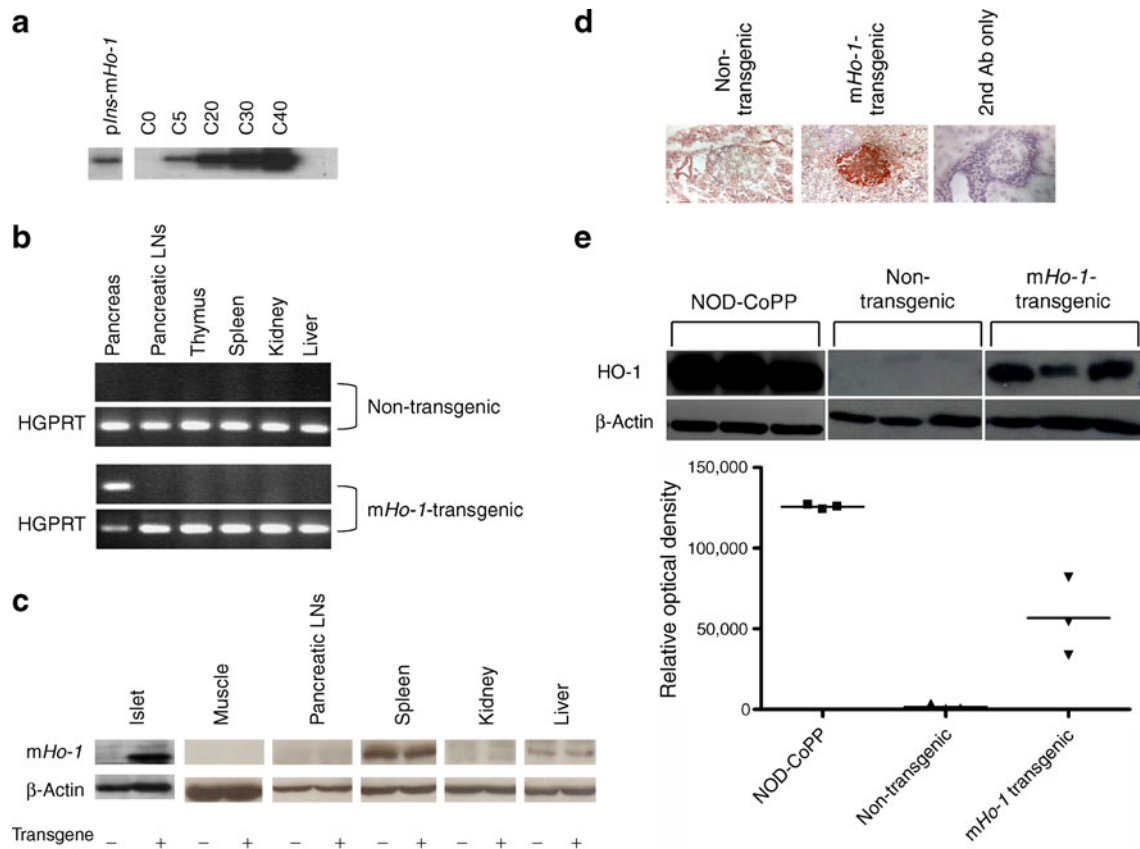 a
pIns-mHo-1
C0
C5
C20
C30
C40
b
Pancreas
Pancreatic LNs
Thymus
Spleen
Kidney
Liver
HGPRT
Non-transgenic
HGPRT
mHo-1-transgenic
c
Islet
Muscle
Pancreatic LNs
Spleen
Kidney
Liver
mHo-1
β-Actin
Transgene – + – + – + – + – + – +
d
Non-
transgenic
mHo-1-
transgenic
2nd Ab only
e
NOD-CoPP
Non-
transgenic
mHo-1-
transgenic
HO-1
β-Actin
Relative optical density
150,000
100,000
50,000
0
NOD-CoPP
Non-transgenic
mHo-1 transgenic